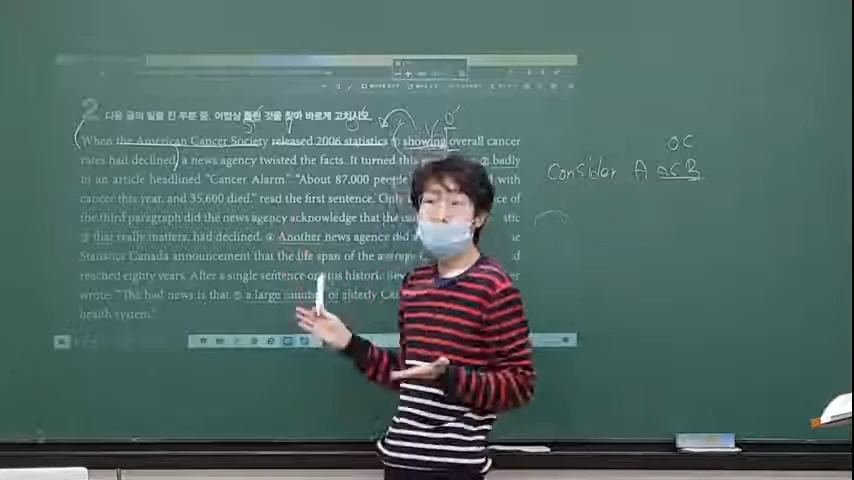 2 다음 글의 밑줄 친 부분 중, 어법상 틀린 것을 찾아 바르게 고치시오.
When the American Cancer Society released 2006 statistics ① showing overall cancer
rates had declined, a news agency twisted the facts. It turned this ② badly
in an article headlined "Cancer Alarm". "About 87,000 people with
cancer this year, and 35,600 died," read the first sentence. Only
of the third paragraph did the news agency acknowledge that the
③ that really matters, had declined. ④ Another news agence did
Statistics Canada announcement that the life span of the average
reached eighty years. After a single sentence on this historic
wrote: "The bad news is that ⑤ a large number of elderly
health system."
OC
Consider A as B
S
V
O